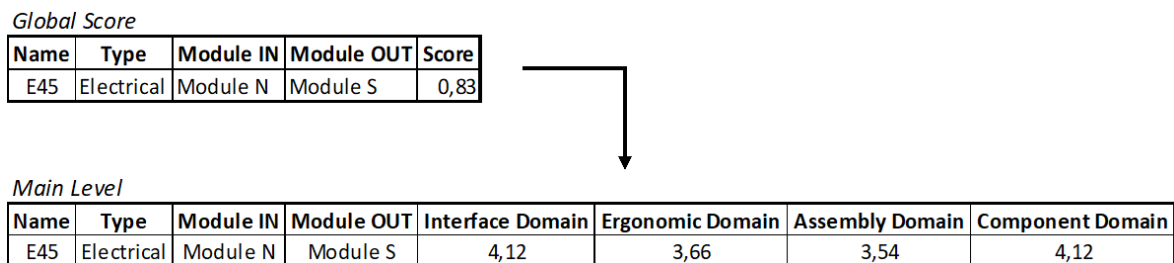 Global Score
Name Type Module IN Module OUT Score
E45 Electrical Module N Module S 0,83
Main Level
Name Type Module IN Module OUT Interface Domain Ergonomic Domain Assembly Domain Component Domain
E45 Electrical Module N Module S 4,12 3,66 3,54 4,12